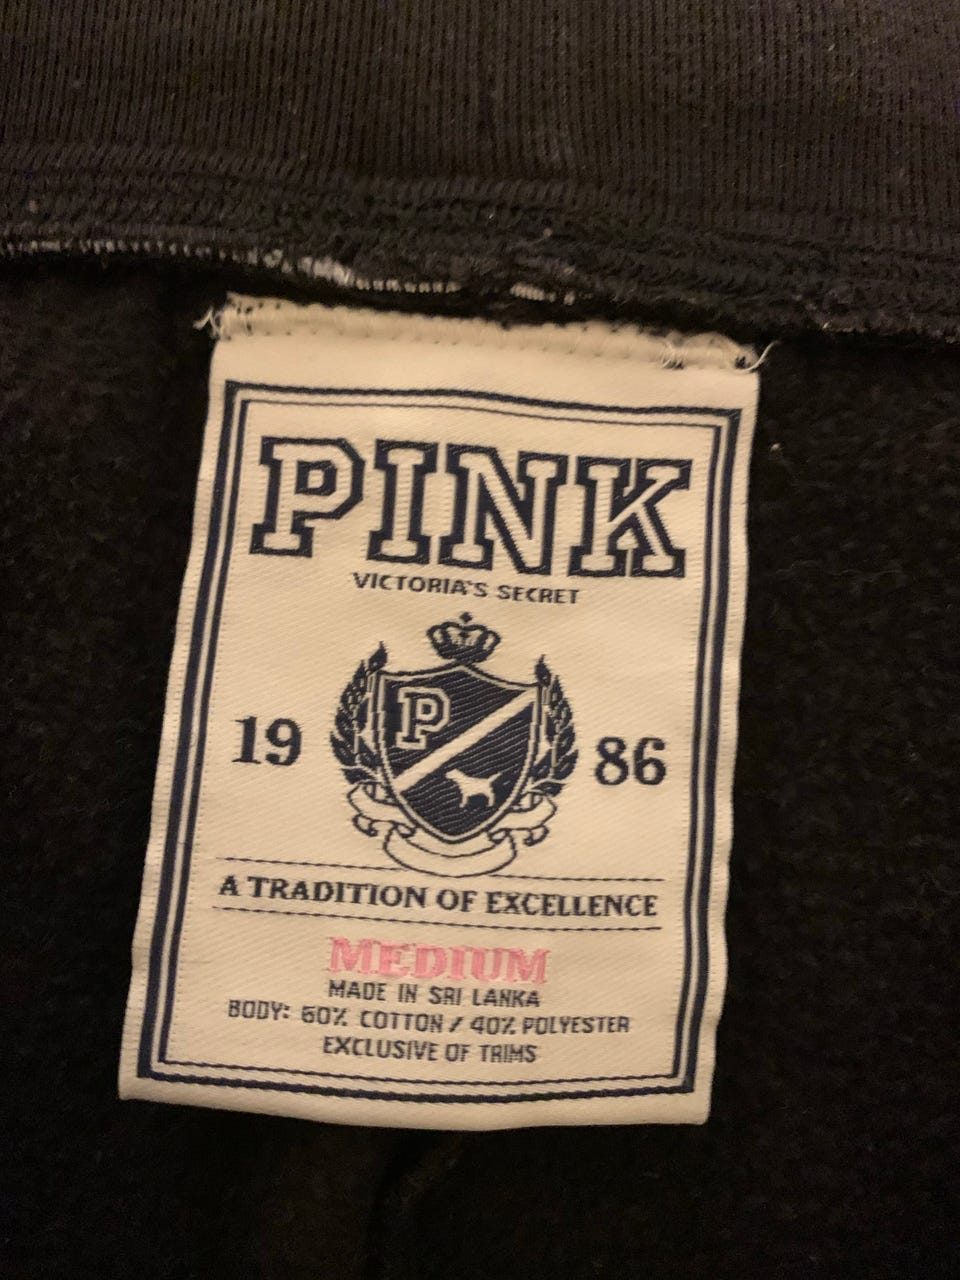 PINK
VICTORIA'S SECRET
P
19 86
A TRADITION OF EXCELLENCE
MEDIUM
MADE IN SRI LANKA
BODY: 60% COTTON / 40% POLYESTER
EXCLUSIVE OF TRIMS